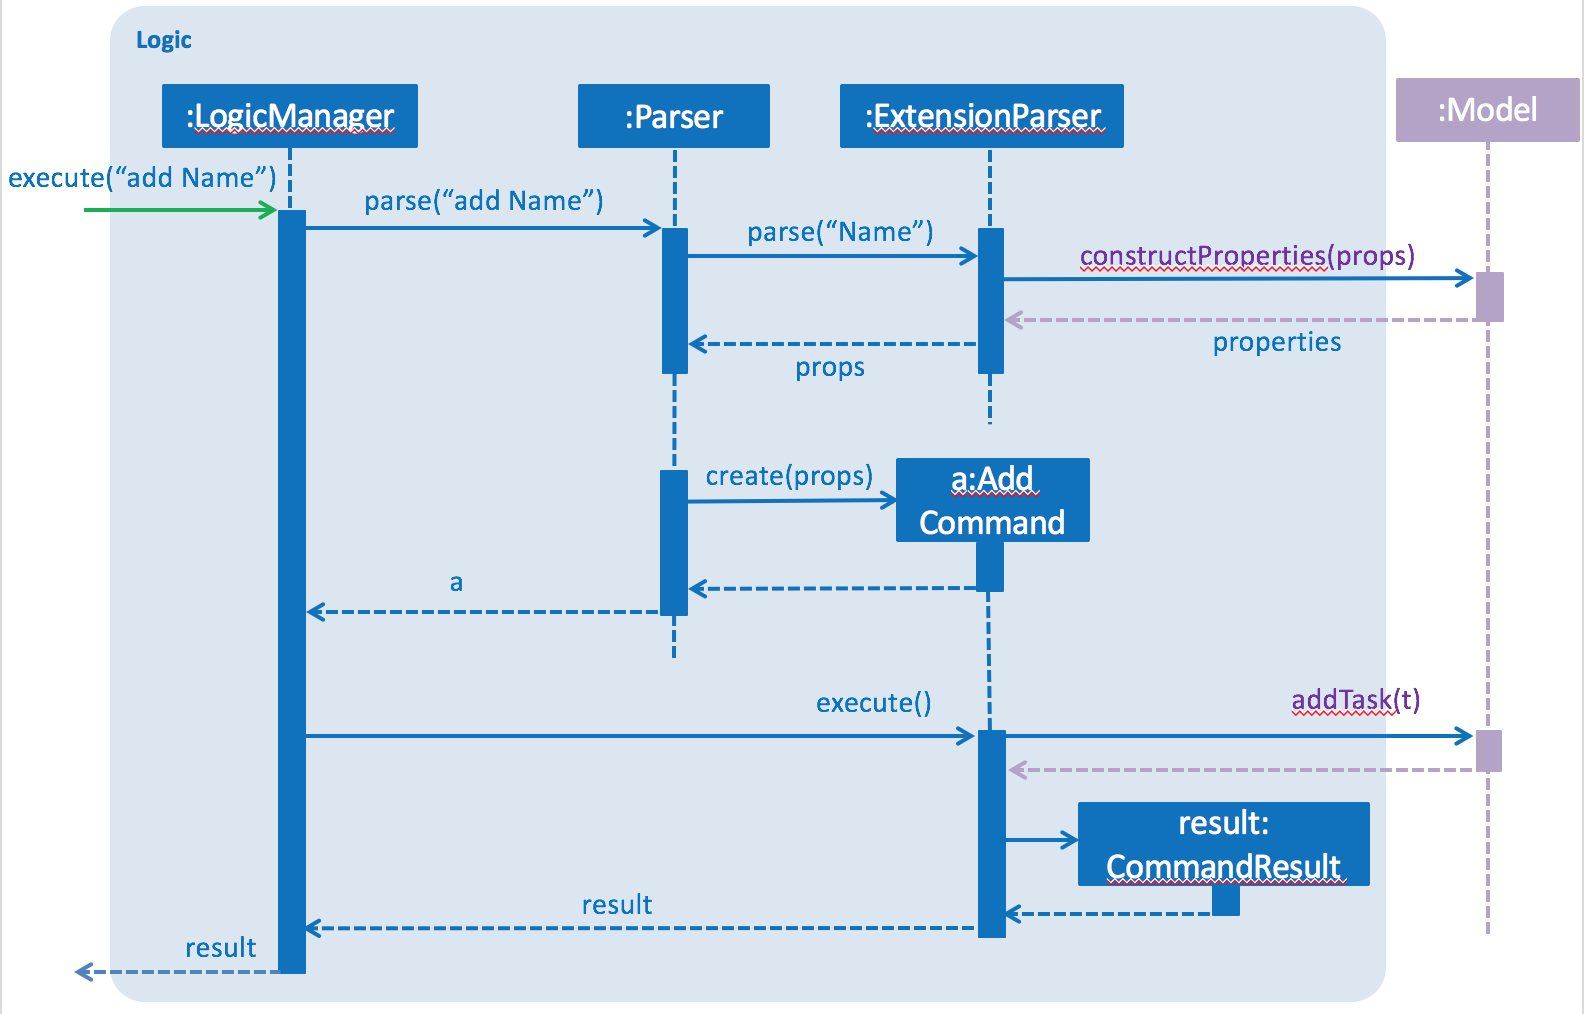 Logic
:LogicManager
:Parser
:ExtensionParser
:Model
execute(“add Name”)
parse(“add Name”)
parse(“Name”)
constructProperties(props)
properties
props
create(props)
a:Add
Command
a
execute()
addTask(t)
result:
CommandResult
result
result